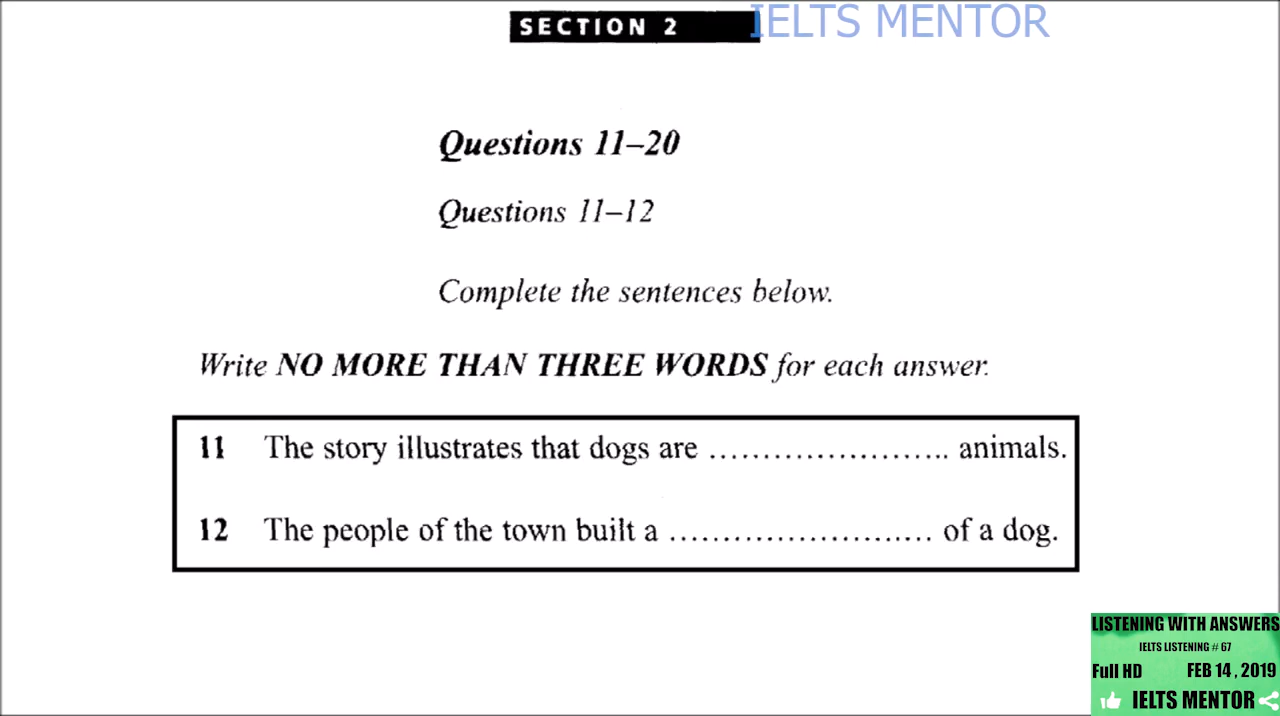 SECTION 2
IELTS MENTOR
Questions 11–20
Questions 11–12
Complete the sentences below.
Write NO MORE THAN THREE WORDS for each answer.
11 The story illustrates that dogs are ........................ animals.
12 The people of the town built a .......................... of a dog.
LISTENING WITH ANSWERS
IELTS LISTENING # 67
Full HD FEB 14 , 2019
IELTS MENTOR